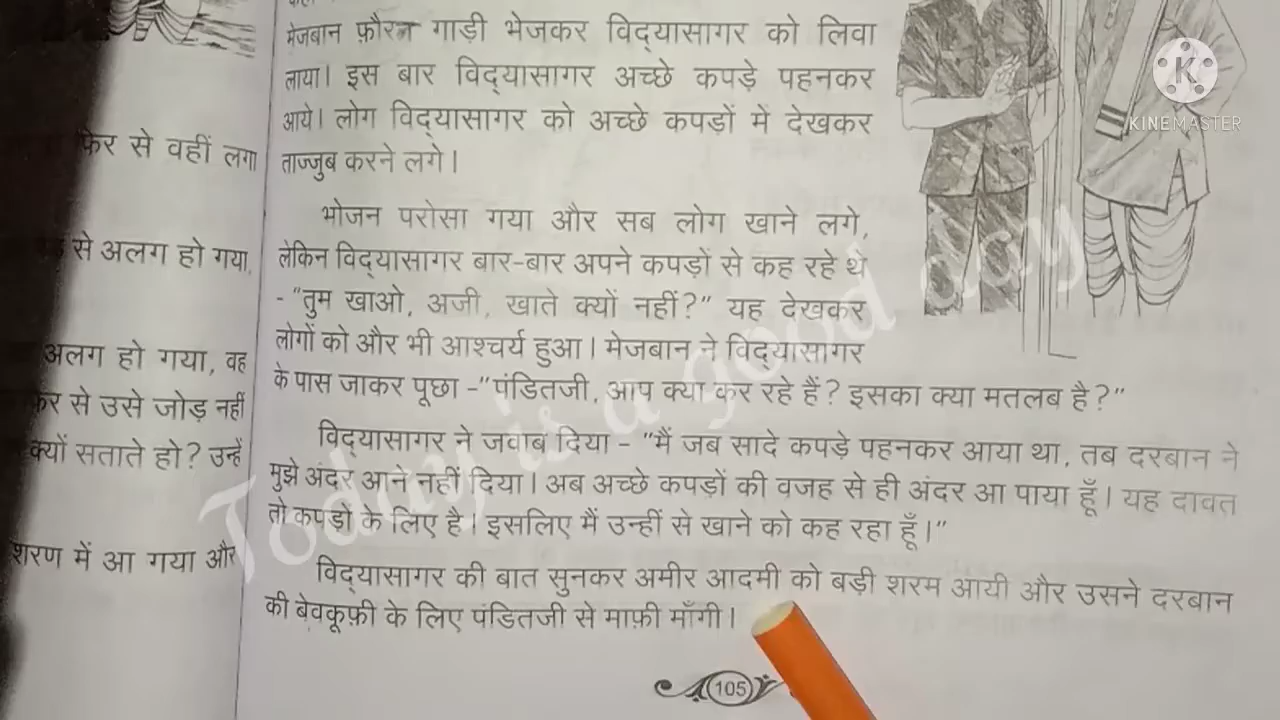 फिर से वहीं लगा
से अलग हो गया,
अलग हो गया, वह
से उसे जोड़ नहीं
क्यों सताते हो? उन्हें
शरण में आ गया और
मेजबान फ़ौरन गाड़ी भेजकर विद्‌यासागर को लिवा
लाया। इस बार विद्‌यासागर अच्छे कपड़े पहनकर
आये। लोग विद्‌यासागर को अच्छे कपड़ों में देखकर
ताज्जुब करने लगे।
भोजन परोसा गया और सब लोग खाने लगे,
लेकिन विद्‌यासागर बार-बार अपने कपड़ों से कह रहे थे
- "तुम खाओ, अजी, खाते क्यों नहीं?" यह देखकर
लोगों को और भी आश्चर्य हुआ। मेजबान ने विद्‌यासागर
के पास जाकर पूछा -"पंडितजी, आप क्या कर रहे हैं? इसका क्या मतलब है?"
विद्‌यासागर ने जवाब दिया - "मैं जब सादे कपड़े पहनकर आया था, तब दरबान ने
मुझे अंदर आने नहीं दिया। अब अच्छे कपड़ों की वजह से ही अंदर आ पाया हूँ। यह दावत
तो कपड़ों के लिए है। इसलिए मैं उन्हीं से खाने को कह रहा हूँ।"
विद्‌यासागर की बात सुनकर अमीर आदमी को बड़ी शरम आयी और उसने दरबान
की बेवकूफ़ी के लिए पंडितजी से माफ़ी माँगी।
105
Today is a good day
K
KINEMASTER